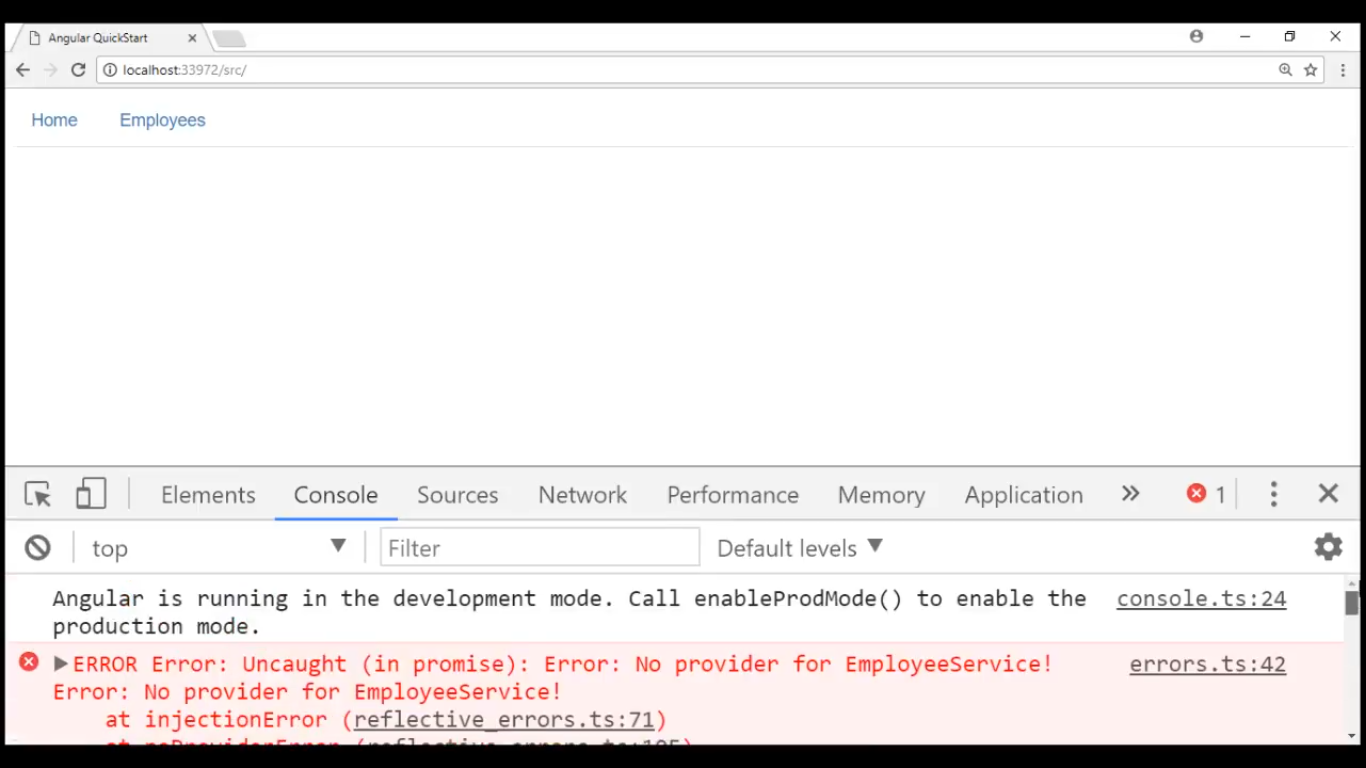 Angular QuickStart
localhost:33972/src/
Home Employees
Elements Console Sources Network Performance Memory Application 1
top Filter Default levels
Angular is running in the development mode. Call enableProdMode() to enable the console.ts:24
production mode.
ERROR Error: Uncaught (in promise): Error: No provider for EmployeeService! errors.ts:42
Error: No provider for EmployeeService!
at injectionError (reflective_errors.ts:71)